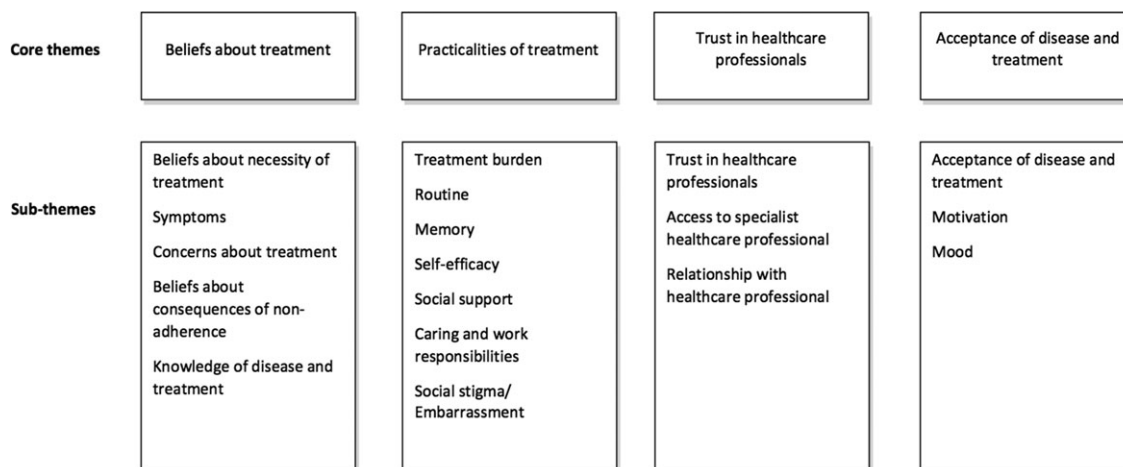 Core themes
Beliefs about treatment
Practicalities of treatment
Trust in healthcare
professionals
Acceptance of disease and
treatment
Sub-themes
Beliefs about necessity of
treatment
Symptoms
Concerns about treatment
Beliefs about
consequences of non-
adherence
Knowledge of disease and
treatment
Treatment burden
Routine
Memory
Self-efficacy
Social support
Caring and work
responsibilities
Social stigma/
Embarrassment
Trust in healthcare
professionals
Access to specialist
healthcare professional
Relationship with
healthcare professional
Acceptance of disease and
treatment
Motivation
Mood